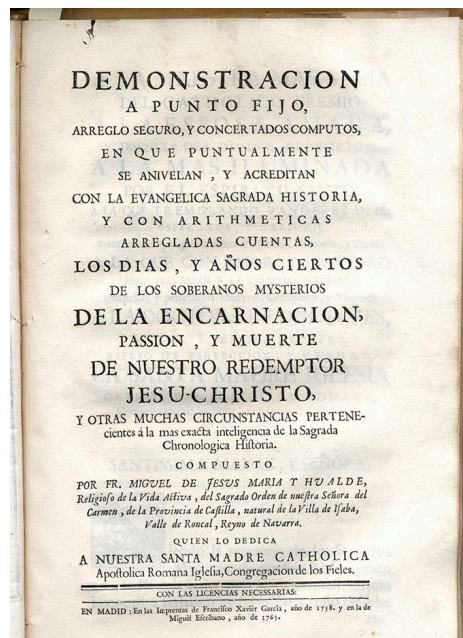 DEMONSTRACION
A PUNTO FIJO,
ARREGLO SEGURO, Y CONCERTADOS COMPUTOS,
EN QUE PUNTUALMENTE
SE ANIVELAN, Y ACREDITAN
CON LA EVANGELICA SAGRADA HISTORIA,
Y CON ARITHMETICAS
ARREGLADAS CUENTAS,
LOS DIAS, Y AÑOS CIERTOS
DE LOS SOBERANOS MYSTERIOS
DE LA ENCARNACION,
PASSION, Y MUERTE
DE NUESTRO REDEMPTOR
JESU-CHRISTO,
Y OTRAS MUCHAS CIRCUNSTANCIAS PERTENE-
cientes á la mas exacta inteligencia de la Sagrada
Chronologica Historia.
COMPUESTO
POR FR. MIGUEL DE JESUS MARIA Y HUALDE,
Religioso de la Vida Activa, del Sagrado Orden de nuestra Señora del
Carmen, de la Provincia de Castilla, natural de la Villa de Isaba,
Valle de Roncal, Reyno de Navarra.
QUIEN LO DEDICA
A NUESTRA SANTA MADRE CATHOLICA
Apostolica Romana Iglesia, Congregacion de los Fieles.
CON LAS LICENCIAS NECESSARIAS:
EN MADRID: En las Imprentas de Francisco Xavièr Garcia, año de 1758. y en la de
Miguèl Escribano, año de 1765.